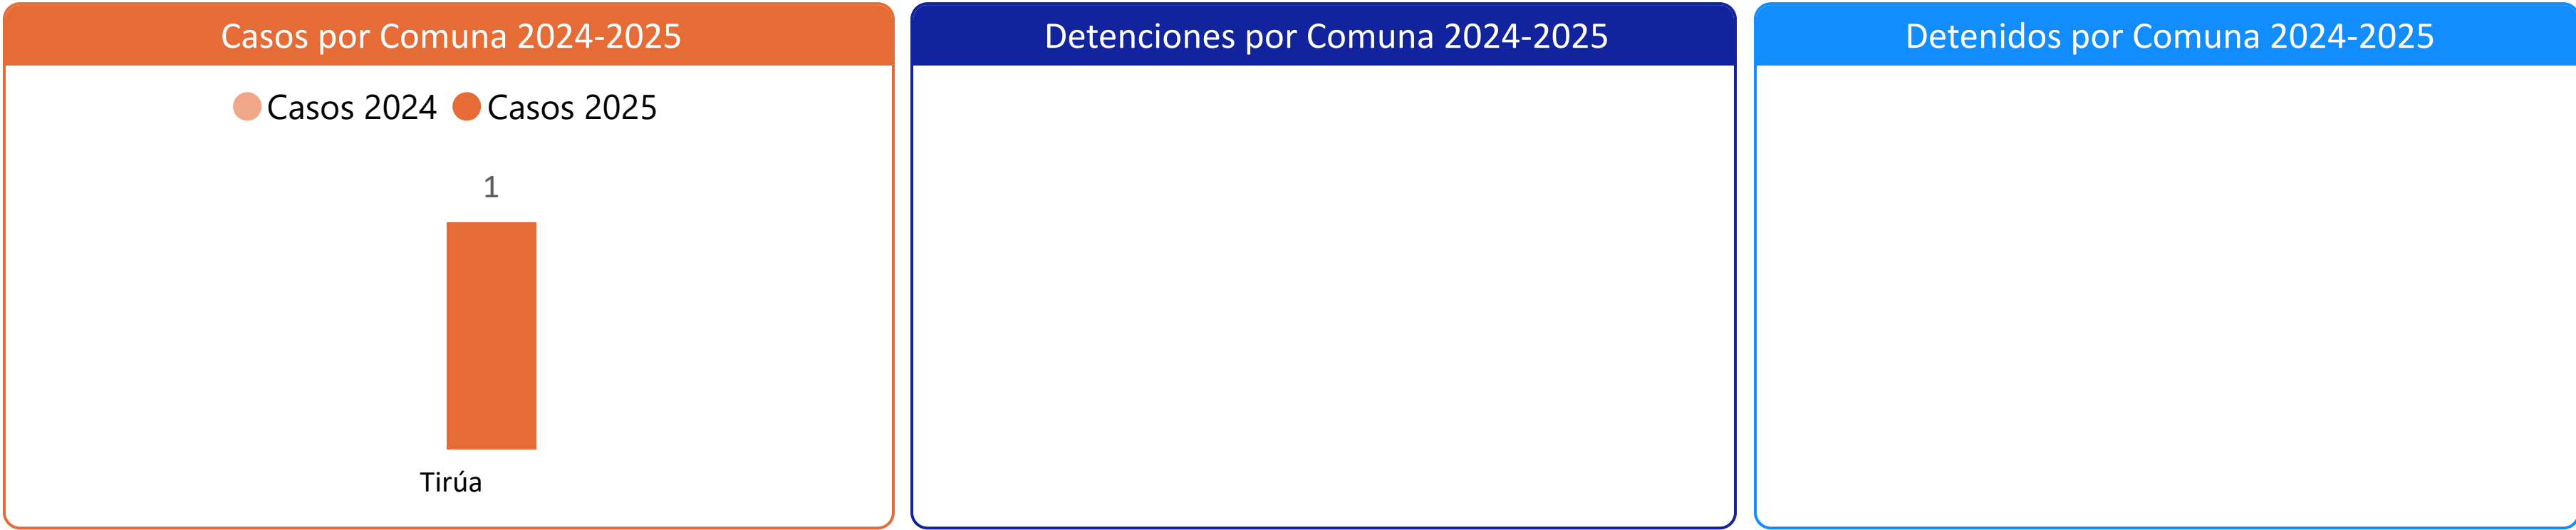 Casos por Comuna 2024-2025
Casos 2024 Casos 2025
1
Tirúa
Detenciones por Comuna 2024-2025
Detenidos por Comuna 2024-2025